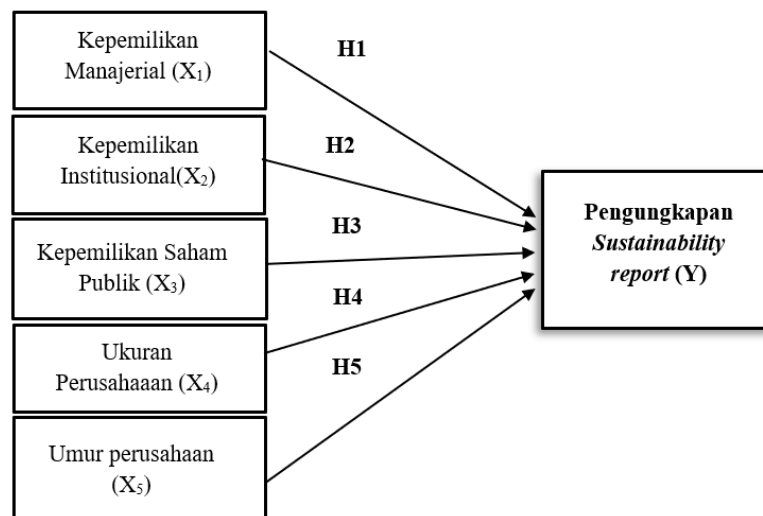 Kepemilikan
Manajerial (X₁)
H1
Kepemilikan
Institusional(X₂)
H2
Kepemilikan Saham
Publik (X₃)
H3
Ukuran
Perusahaaan (X₄)
H4
Umur perusahaan
(X₅)
H5
Pengungkapan
Sustainability
report (Y)